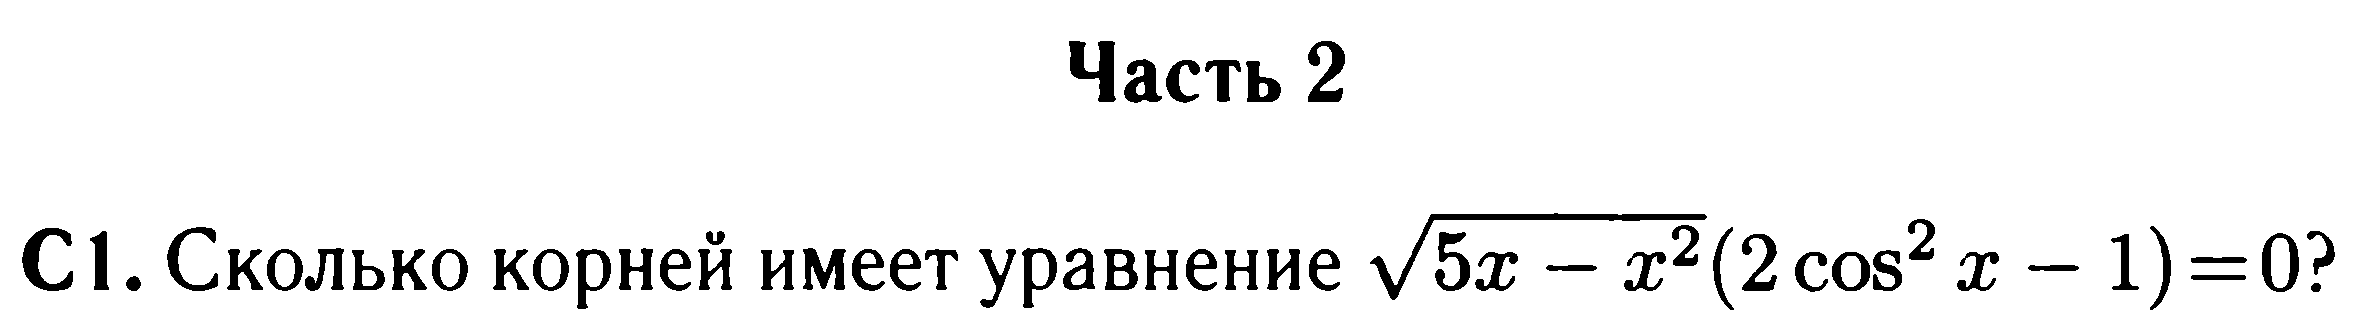 Часть 2
С1. Сколько корней имеет уравнение √(5x − x²)(2 cos² x − 1)=0?